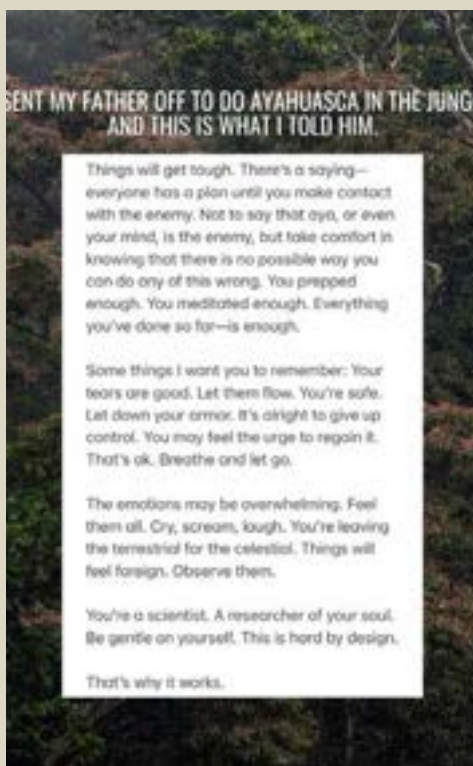 SENT MY FATHER OFF TO DO AYAHUASCA IN THE JUNG
AND THIS IS WHAT I TOLD HIM.
Things will get tough. There's a saying—
everyone has a plan until you make contact
with the enemy. Not to say that aya, or even
your mind, is the enemy, but take comfort in
knowing that there is no possible way you
can do any of this wrong. You prepped
enough. You meditated enough. Everything
you've done so far—is enough.
Some things I want you to remember: Your
tears are good. Let them flow. You're safe.
Let down your armor. It's alright to give up
control. You may feel the urge to regain it.
That's ok. Breathe and let go.
The emotions may be overwhelming. Feel
them all. Cry, scream, laugh. You're leaving
the terrestrial for the celestial. Things will
feel foreign. Observe them.
You're a scientist. A researcher of your soul.
Be gentle on yourself. This is hard by design.
That's why it works.